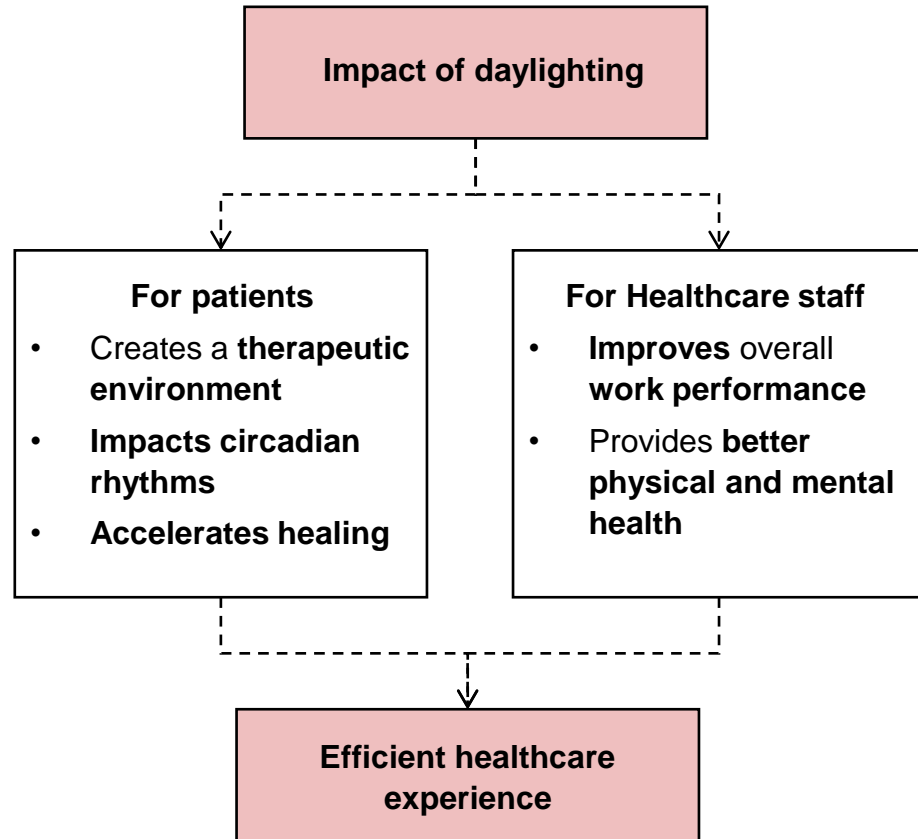 Impact of daylighting
For patients
• Creates a therapeutic
environment
• Impacts circadian
rhythms
• Accelerates healing
For Healthcare staff
• Improves overall
work performance
• Provides better
physical and mental
health
Efficient healthcare
experience